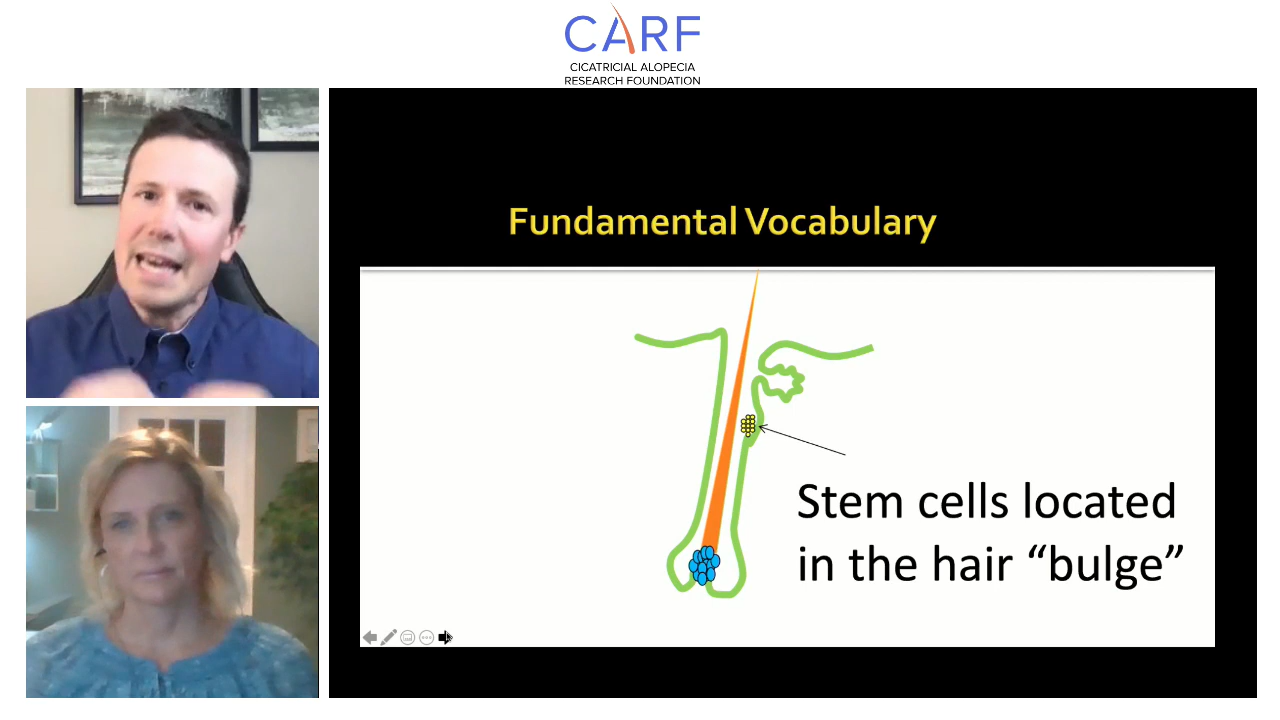 CARF
CICATRICIAL ALOPECIA
RESEARCH FOUNDATION
Fundamental Vocabulary
Stem cells located
in the hair “bulge”